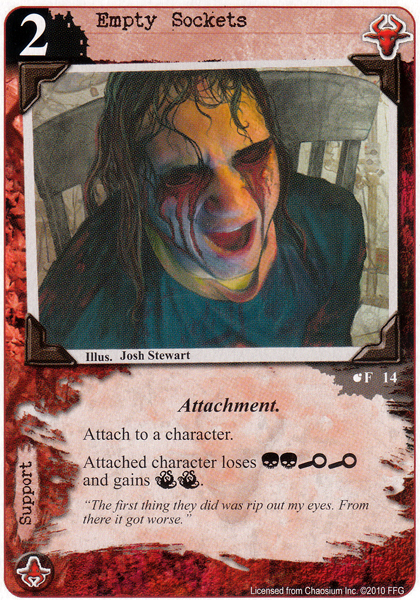 2
Empty Sockets
Illus. Josh Stewart
F 14
Attachment.
Attach to a character.
Attached character loses
and gains .
"The first thing they did was rip out my eyes. From
there it got worse."
Support
Licensed from Chaosium Inc. ©2010 FFG